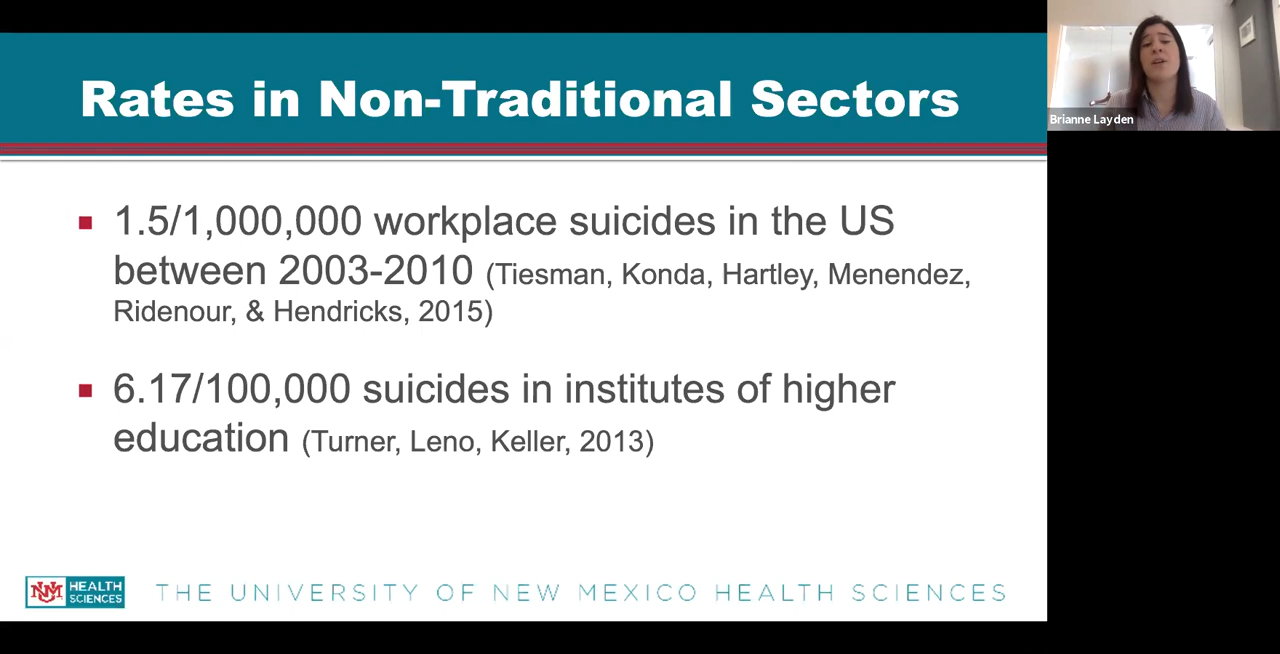 Rates in Non-Traditional Sectors
Brianne Layden
1.5/1,000,000 workplace suicides in the US
between 2003-2010 (Tiesman, Konda, Hartley, Menendez,
Ridenour, & Hendricks, 2015)
6.17/100,000 suicides in institutes of higher
education (Turner, Leno, Keller, 2013)
UNM HEALTH
SCIENCES
THE UNIVERSITY OF NEW MEXICO HEALTH SCIENCES